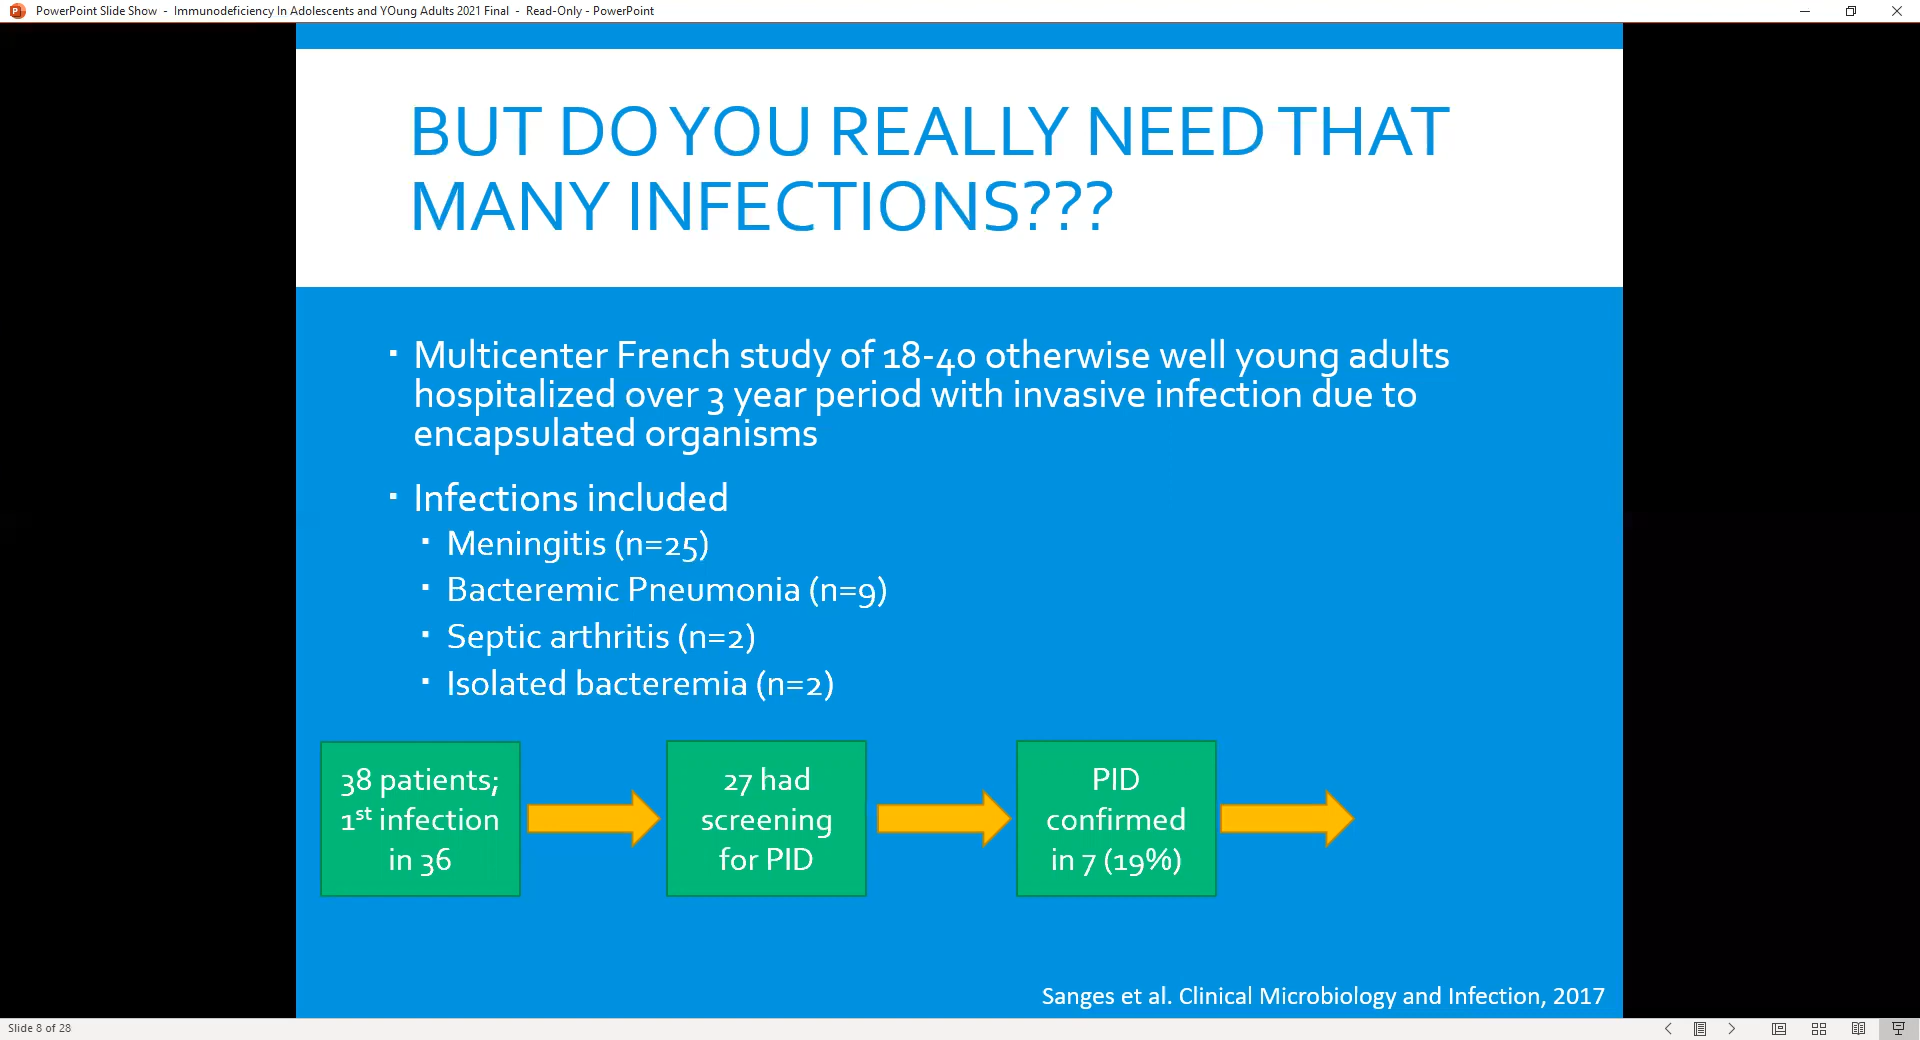 PowerPoint Slide Show - Immunodeficiency In Adolescents and YOung Adults 2021 Final - Read-Only - PowerPoint
BUT DO YOU REALLY NEED THAT
MANY INFECTIONS???
▪ Multicenter French study of 18-40 otherwise well young adults
hospitalized over 3 year period with invasive infection due to
encapsulated organisms
▪ Infections included
▪ Meningitis (n=25)
▪ Bacteremic Pneumonia (n=9)
▪ Septic arthritis (n=2)
▪ Isolated bacteremia (n=2)
38 patients;
1st infection
in 36
27 had
screening
for PID
PID
confirmed
in 7 (19%)
Sanges et al. Clinical Microbiology and Infection, 2017
Slide 8 of 28